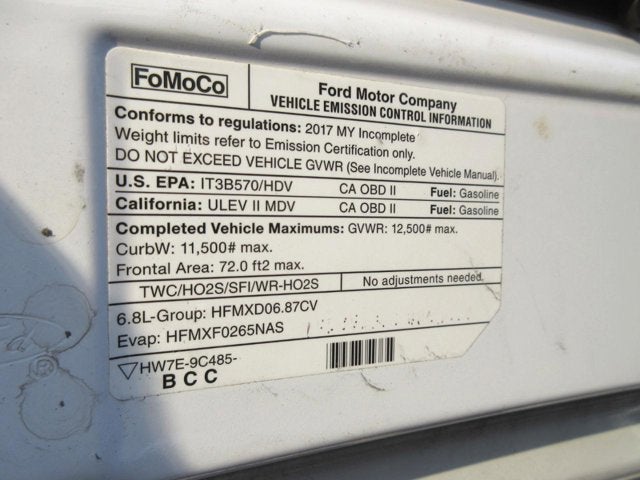 FoMoCo
Ford Motor Company
VEHICLE EMISSION CONTROL INFORMATION
Conforms to regulations: 2017 MY Incomplete
Weight limits refer to Emission Certification only.
DO NOT EXCEED VEHICLE GVWR (See Incomplete Vehicle Manual).
U.S. EPA: IT3B570/HDV CA OBD II Fuel: Gasoline
California: ULEV II MDV CA OBD II Fuel: Gasoline
Completed Vehicle Maximums: GVWR: 12,500# max.
CurbW: 11,500# max.
Frontal Area: 72.0 ft2 max.
TWC/HO2S/SFI/WR-HO2S No adjustments needed.
6.8L-Group: HFMXD06.87CV
Evap: HFMXF0265NAS
HW7E-9C485-
BCC